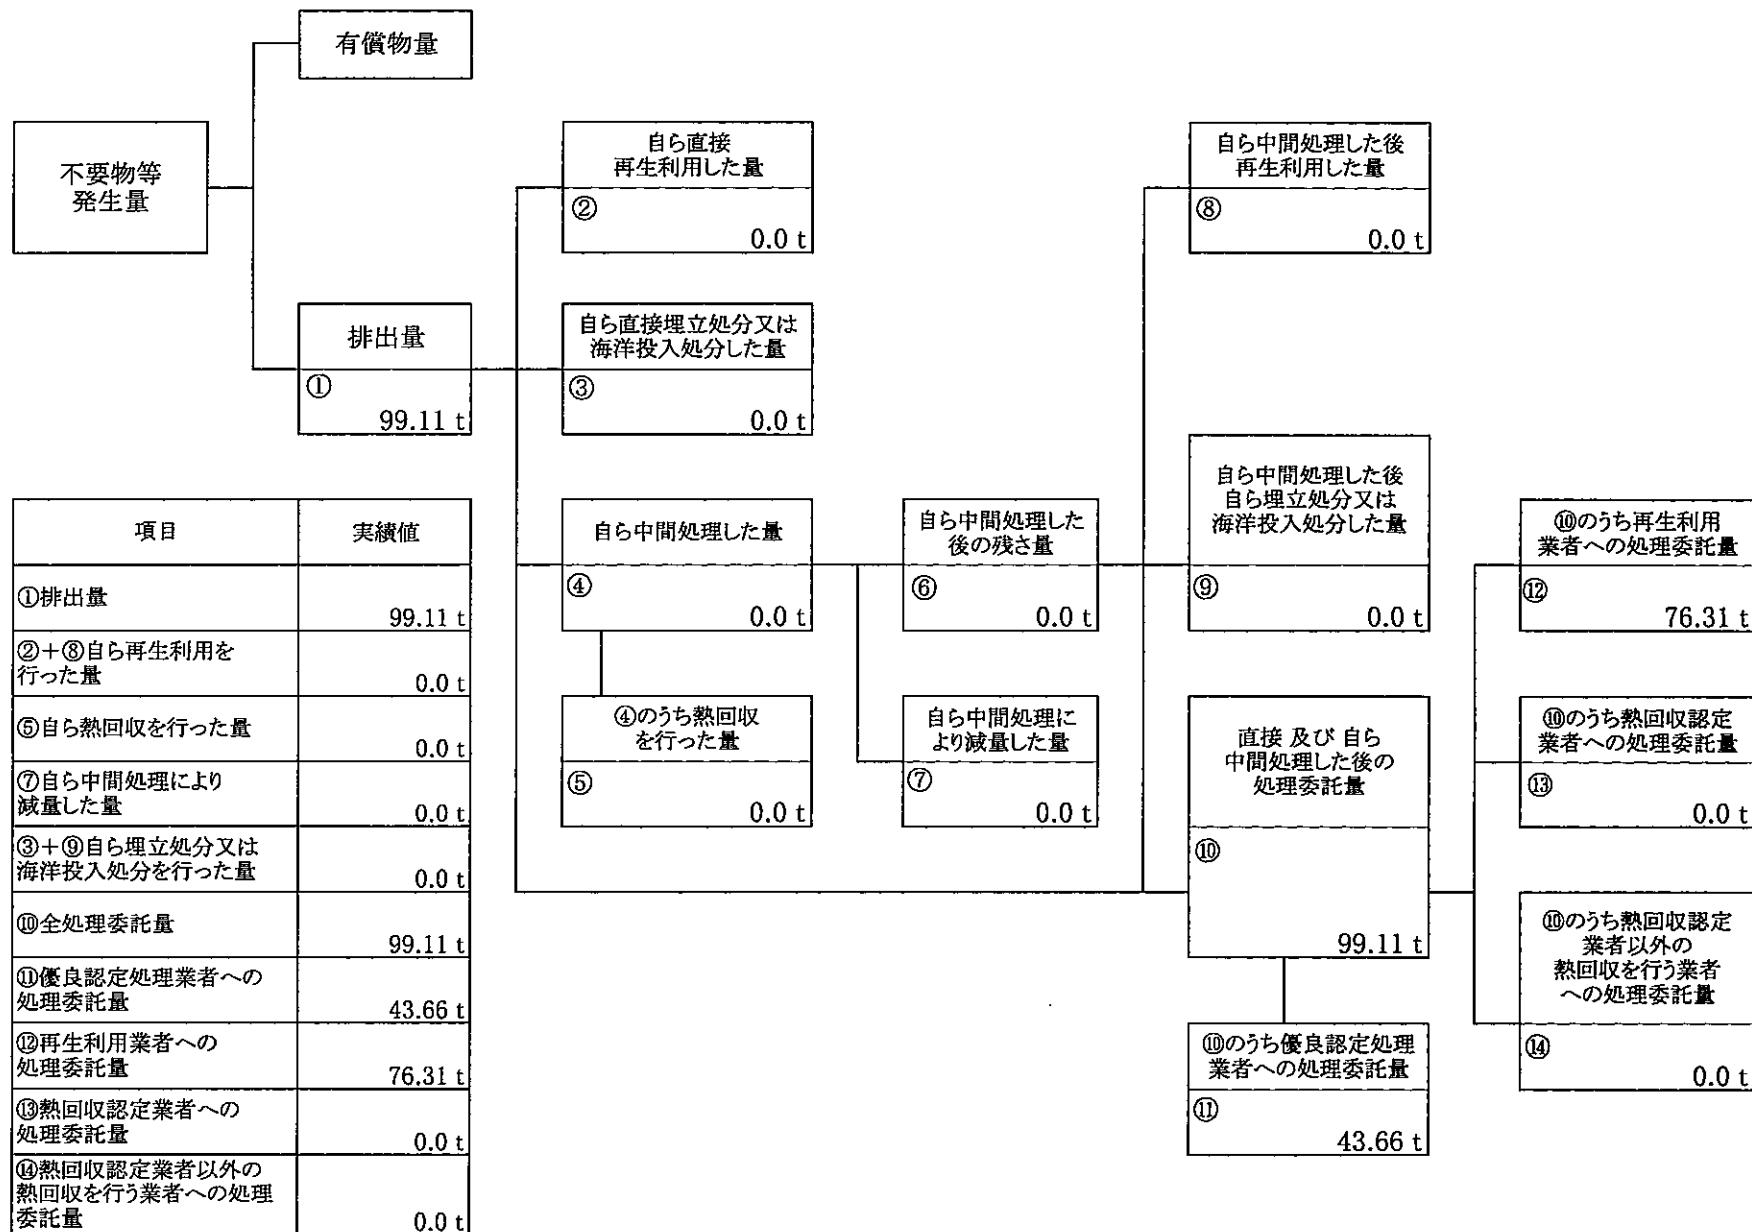 有償物量
不要物等
発生量
排出量
①
99.11 t
自ら直接
再生利用した量
②
0.0 t
自ら直接埋立処分又は
海洋投入処分した量
③
0.0 t
自ら中間処理した量
④
0.0 t
④のうち熱回収
を行った量
⑤
0.0 t
自ら中間処理した
後の残さ量
⑥
0.0 t
自ら中間処理に
より減量した量
⑦
0.0 t
自ら中間処理した後
再生利用した量
⑧
0.0 t
自ら中間処理した後
自ら埋立処分又は
海洋投入処分した量
⑨
0.0 t
直接 及び 自ら
中間処理した後の
処理委託量
⑩
99.11 t
⑩のうち優良認定処理
業者への処理委託量
⑪
43.66 t
⑩のうち再生利用
業者への処理委託量
⑫
76.31 t
⑩のうち熱回収認定
業者への処理委託量
⑬
0.0 t
⑩のうち熱回収認定
業者以外の
熱回収を行う業者
への処理委託量
⑭
0.0 t
項目 実績値
①排出量
99.11 t
②+⑧自ら再生利用を
行った量
0.0 t
⑤自ら熱回収を行った量
0.0 t
⑦自ら中間処理により
減量した量
0.0 t
③+⑨自ら埋立処分又は
海洋投入処分を行った量
0.0 t
⑩全処理委託量
99.11 t
⑪優良認定処理業者への
処理委託量
43.66 t
⑫再生利用業者への
処理委託量
76.31 t
⑬熱回収認定業者への
処理委託量
0.0 t
⑭熱回収認定業者以外の
熱回収を行う業者への処理
委託量
0.0 t